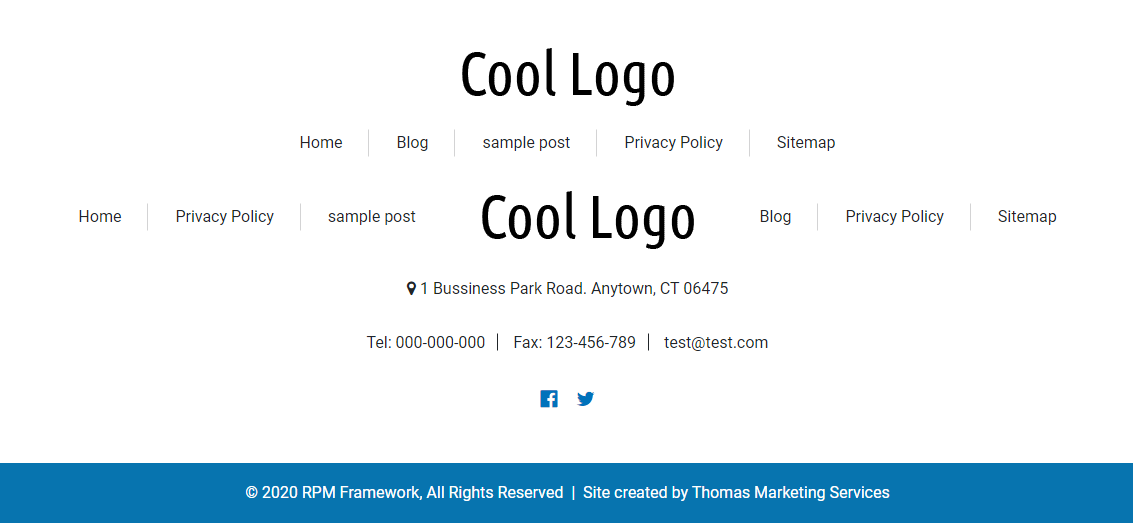 Cool Logo
Home Blog sample post Privacy Policy Sitemap
Home Privacy Policy sample post Cool Logo Blog Privacy Policy Sitemap
1 Bussiness Park Road. Anytown, CT 06475
Tel: 000-000-000 | Fax: 123-456-789 | test@test.com
© 2020 RPM Framework, All Rights Reserved | Site created by Thomas Marketing Services